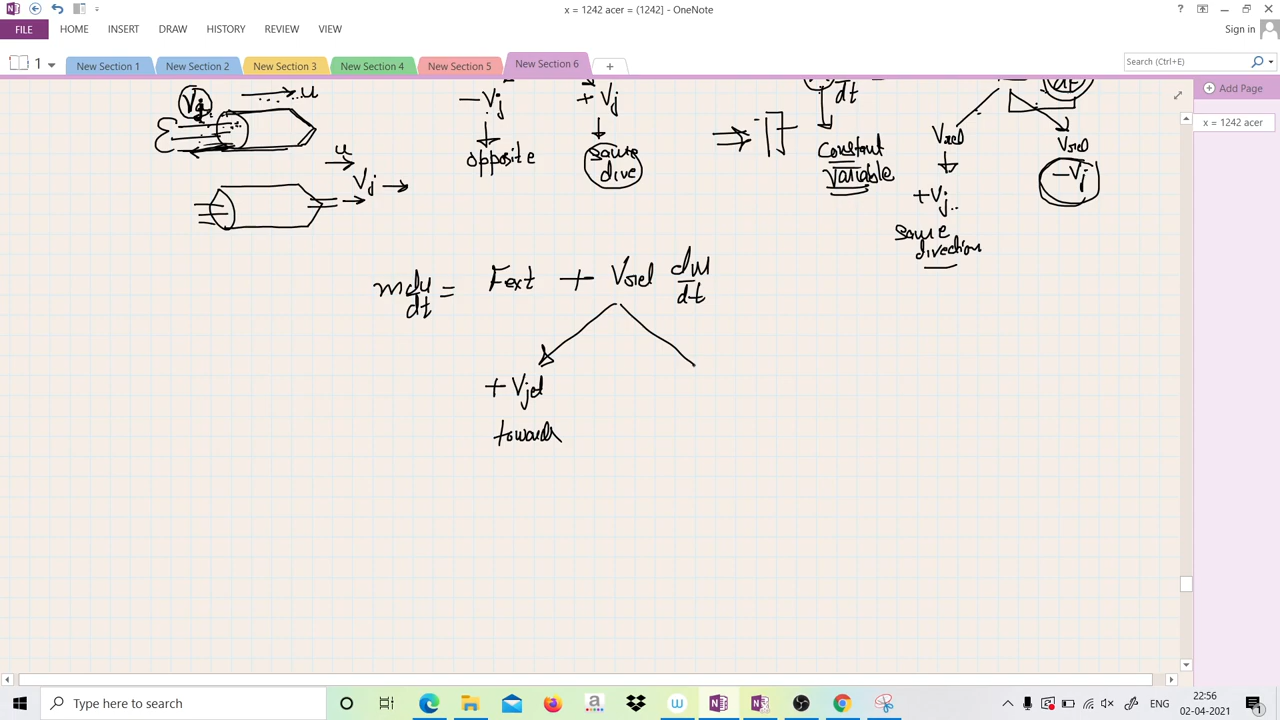 x = 1242 acer = (1242] - OneNote
Sign in
FILE HOME INSERT DRAW HISTORY REVIEW VIEW
1 New Section 1 New Section 2 New Section 3 New Section 4 New Section 5 New Section 6
Search (Ctrl+E)
Add Page
x = 1242 acer
Vj u
u
Vj
-Vj +Vj
opposite
same
dire
dt
constant
variable
Vrel
+Vj..
same
direction
Vrel
-Vj
m du/dt = Fext + Vrel dM/dt
+ Vjet
towards
Type here to search
ENG
22:56
02-04-2021